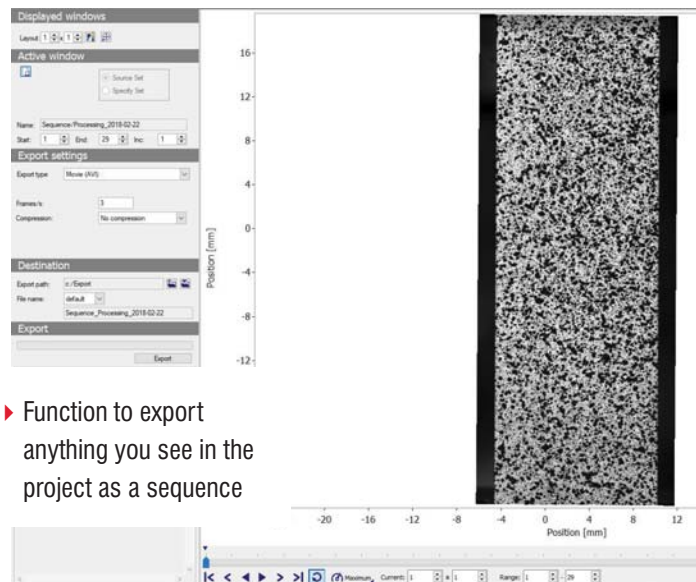 Displayed windows
Layout 1 x 1
Active window
Source Set
Specify Set
Name: Sequence/Processing_2018-02-22
Start: 1 End: 29 Inc: 1
Export settings
Export type: Movie (AVI)
Frames/s: 3
Compression: No compression
Destination
Export path: c:/Export
File name: default
Sequence_Processing_2018-02-22
Export
Export
Function to export
anything you see in the
project as a sequence
Position [mm]
16
12
8
4
0
-4
-8
-12
-20 -16 -12 -8 -4 0 4 8 12
Position [mm]
Maximum, Current: 1 x 1 Range: 1 - 29